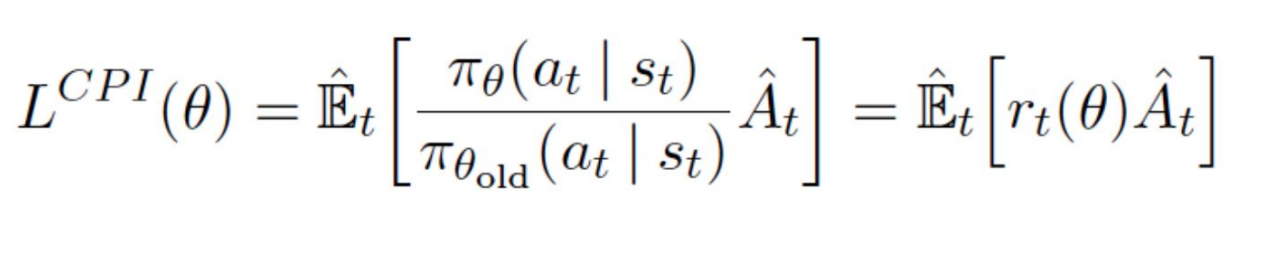 $L^{CPI}(\theta) = \hat{\mathbb{E}}_t\left[\frac{\pi_\theta(a_t \mid s_t)}{\pi_{\theta_{\text{old}}}(a_t \mid s_t)}\hat{A}_t\right] = \hat{\mathbb{E}}_t\left[r_t(\theta)\hat{A}_t\right]$